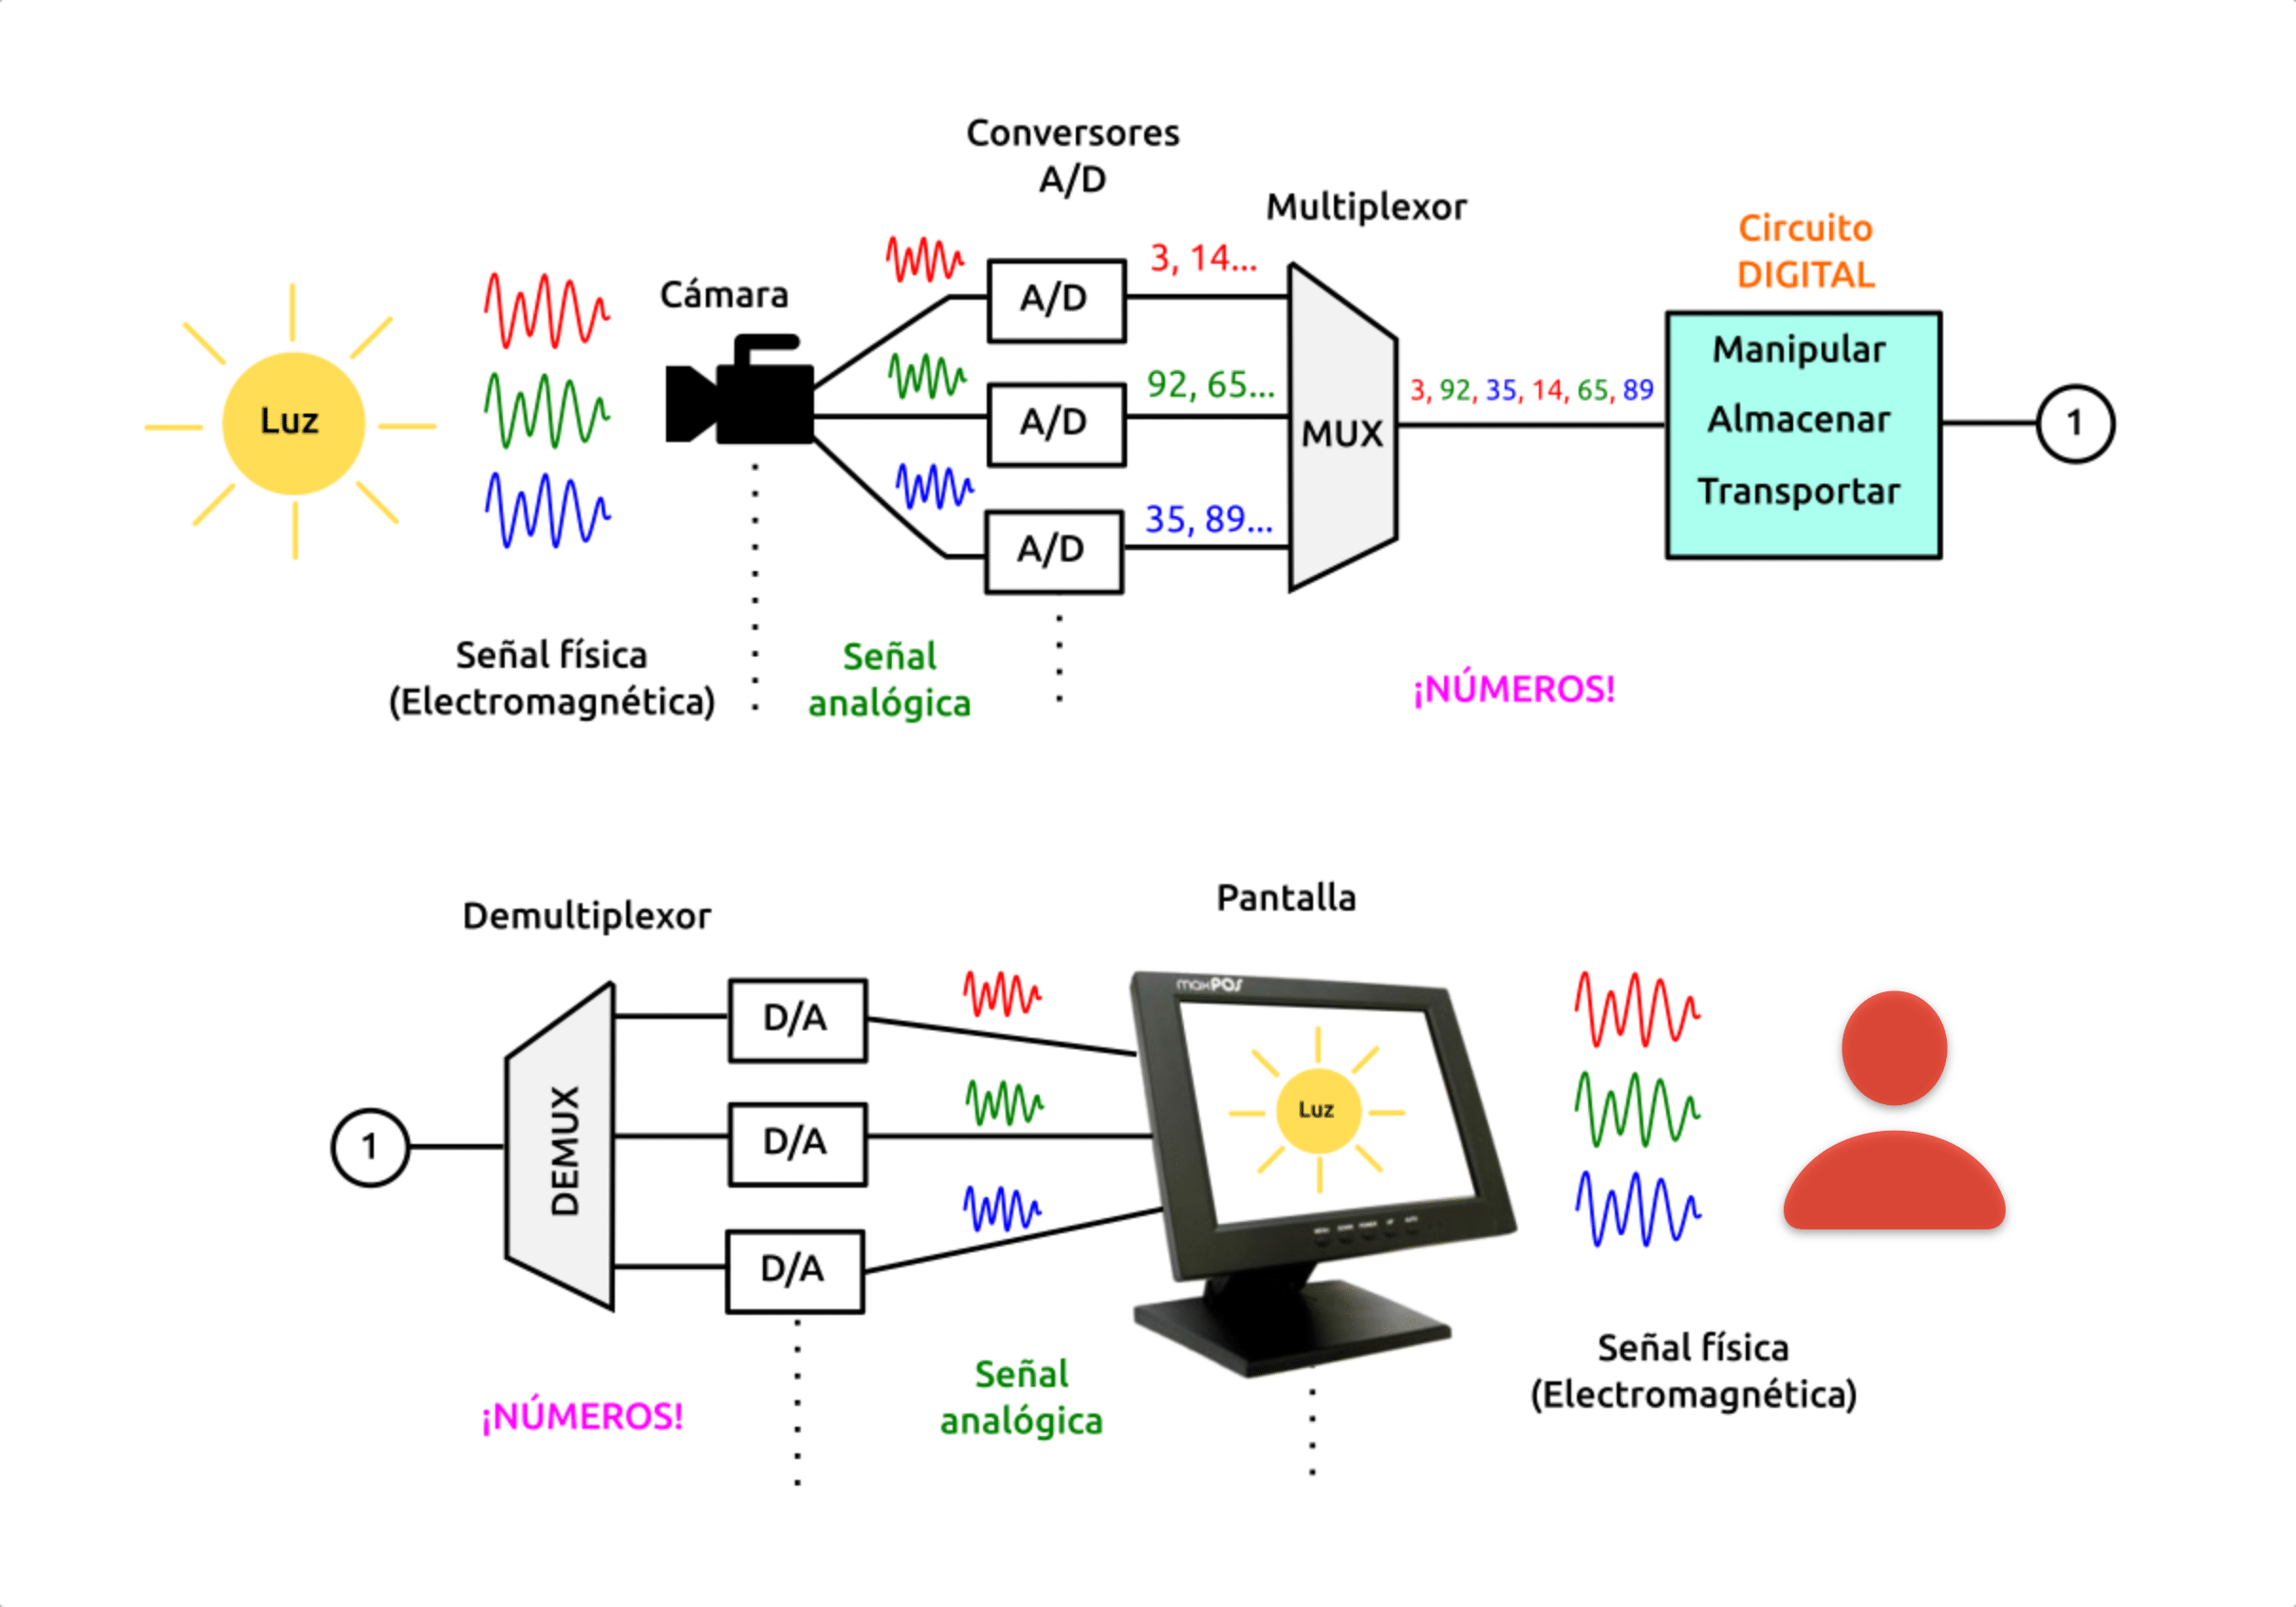 Conversores
A/D
Multiplexor
Circuito
DIGITAL
Cámara
Luz
A/D
3, 14...
A/D
92, 65...
A/D
35, 89...
MUX
3, 92, 35, 14, 65, 89
Manipular
Almacenar
Transportar
1
Señal física
(Electromagnética)
Señal
analógica
¡NÚMEROS!
Demultiplexor
Pantalla
1
DEMUX
D/A
D/A
D/A
maxPOS
Luz
¡NÚMEROS!
Señal
analógica
Señal física
(Electromagnética)